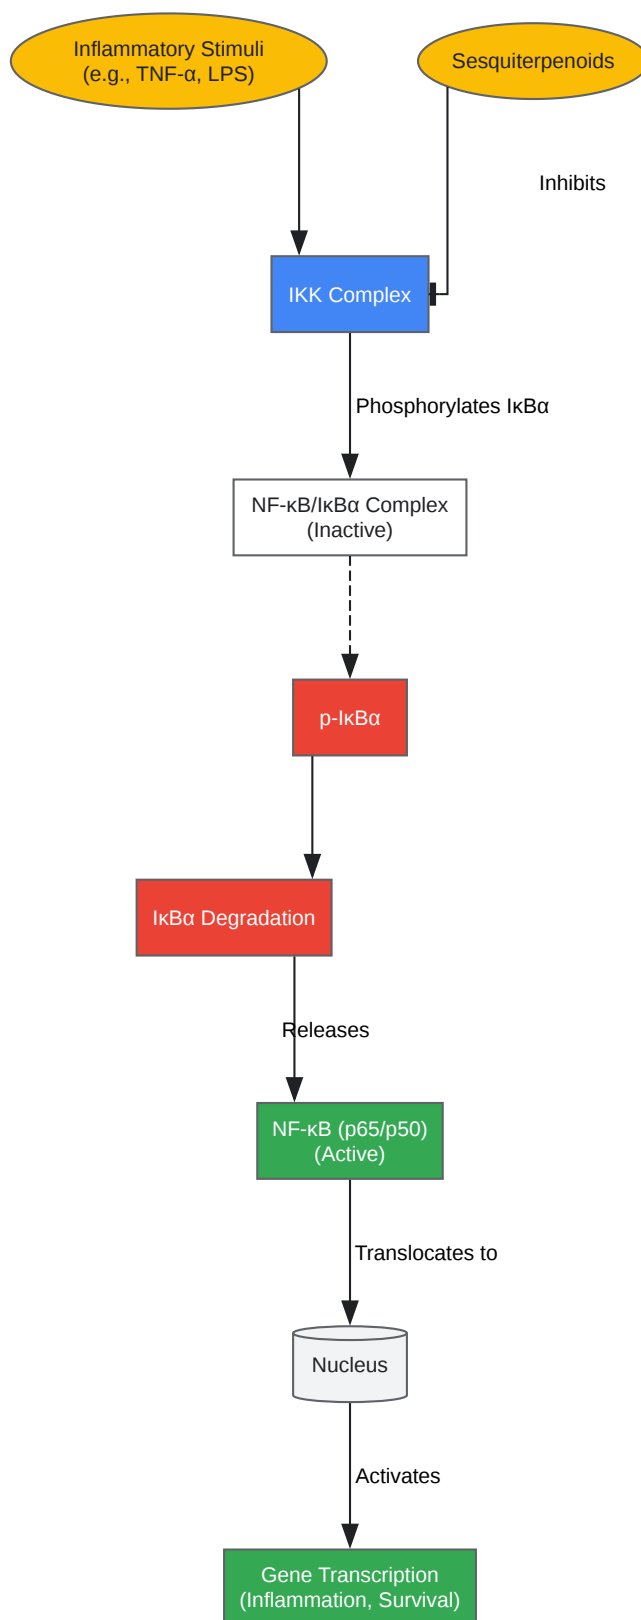 Inflammatory Stimuli
(e.g., TNF-α, LPS)
Sesquiterpenoids
Inhibits
IKK Complex
Phosphorylates IκBα
NF-κB/IκBα Complex
(Inactive)
p-IκBα
IκBα Degradation
Releases
NF-κB (p65/p50)
(Active)
Translocates to
Nucleus
Activates
Gene Transcription
(Inflammation, Survival)